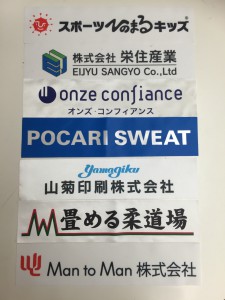 スポーツひのまるキッズ
株式会社 栄住産業
EIJYU SANGYO Co.,Ltd
onze confiance
オンズ・コンフィアンス
POCARI SWEAT
yamagiku
山菊印刷株式会社
畳める柔道場
Man to Man 株式会社